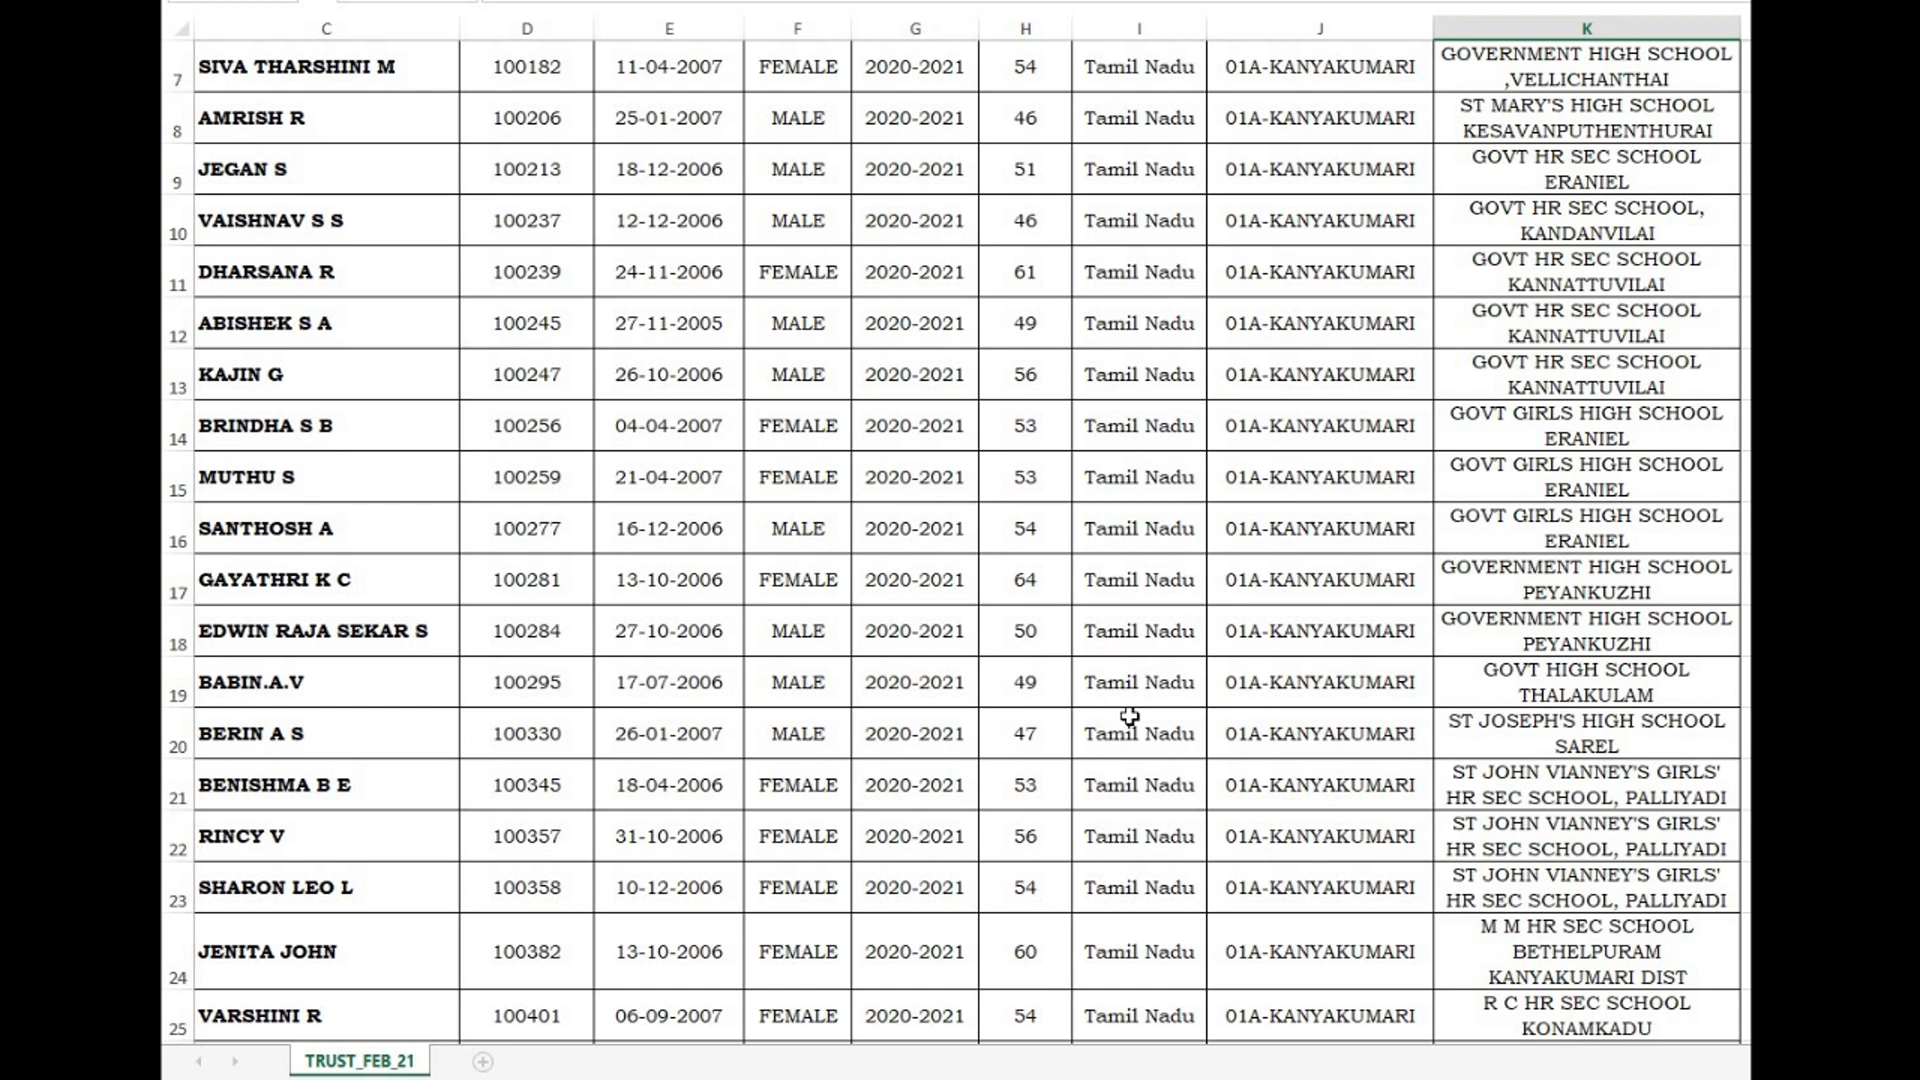 C D E F G H I J K
7 SIVA THARSHINI M 100182 11-04-2007 FEMALE 2020-2021 54 Tamil Nadu 01A-KANYAKUMARI GOVERNMENT HIGH SCHOOL
,VELLICHANTHAI
8 AMRISH R 100206 25-01-2007 MALE 2020-2021 46 Tamil Nadu 01A-KANYAKUMARI ST MARY'S HIGH SCHOOL
KESAVANPUTHENTHURAI
9 JEGAN S 100213 18-12-2006 MALE 2020-2021 51 Tamil Nadu 01A-KANYAKUMARI GOVT HR SEC SCHOOL
ERANIEL
10 VAISHNAV S S 100237 12-12-2006 MALE 2020-2021 46 Tamil Nadu 01A-KANYAKUMARI GOVT HR SEC SCHOOL,
KANDANVILAI
11 DHARSANA R 100239 24-11-2006 FEMALE 2020-2021 61 Tamil Nadu 01A-KANYAKUMARI GOVT HR SEC SCHOOL
KANNATTUVILAI
12 ABISHEK S A 100245 27-11-2005 MALE 2020-2021 49 Tamil Nadu 01A-KANYAKUMARI GOVT HR SEC SCHOOL
KANNATTUVILAI
13 KAJIN G 100247 26-10-2006 MALE 2020-2021 56 Tamil Nadu 01A-KANYAKUMARI GOVT HR SEC SCHOOL
KANNATTUVILAI
14 BRINDHA S B 100256 04-04-2007 FEMALE 2020-2021 53 Tamil Nadu 01A-KANYAKUMARI GOVT GIRLS HIGH SCHOOL
ERANIEL
15 MUTHU S 100259 21-04-2007 FEMALE 2020-2021 53 Tamil Nadu 01A-KANYAKUMARI GOVT GIRLS HIGH SCHOOL
ERANIEL
16 SANTHOSH A 100277 16-12-2006 MALE 2020-2021 54 Tamil Nadu 01A-KANYAKUMARI GOVT GIRLS HIGH SCHOOL
ERANIEL
17 GAYATHRI K C 100281 13-10-2006 FEMALE 2020-2021 64 Tamil Nadu 01A-KANYAKUMARI GOVERNMENT HIGH SCHOOL
PEYANKUZHI
18 EDWIN RAJA SEKAR S 100284 27-10-2006 MALE 2020-2021 50 Tamil Nadu 01A-KANYAKUMARI GOVERNMENT HIGH SCHOOL
PEYANKUZHI
19 BABIN.A.V 100295 17-07-2006 MALE 2020-2021 49 Tamil Nadu 01A-KANYAKUMARI GOVT HIGH SCHOOL
THALAKULAM
20 BERIN A S 100330 26-01-2007 MALE 2020-2021 47 Tamil Nadu 01A-KANYAKUMARI ST JOSEPH'S HIGH SCHOOL
SAREL
21 BENISHMA B E 100345 18-04-2006 FEMALE 2020-2021 53 Tamil Nadu 01A-KANYAKUMARI ST JOHN VIANNEY'S GIRLS'
HR SEC SCHOOL, PALLIYADI
22 RINCY V 100357 31-10-2006 FEMALE 2020-2021 56 Tamil Nadu 01A-KANYAKUMARI ST JOHN VIANNEY'S GIRLS'
HR SEC SCHOOL, PALLIYADI
23 SHARON LEO L 100358 10-12-2006 FEMALE 2020-2021 54 Tamil Nadu 01A-KANYAKUMARI ST JOHN VIANNEY'S GIRLS'
HR SEC SCHOOL, PALLIYADI
24 JENITA JOHN 100382 13-10-2006 FEMALE 2020-2021 60 Tamil Nadu 01A-KANYAKUMARI M M HR SEC SCHOOL
BETHELPURAM
KANYAKUMARI DIST
25 VARSHINI R 100401 06-09-2007 FEMALE 2020-2021 54 Tamil Nadu 01A-KANYAKUMARI R C HR SEC SCHOOL
KONAMKADU
TRUST_FEB_21